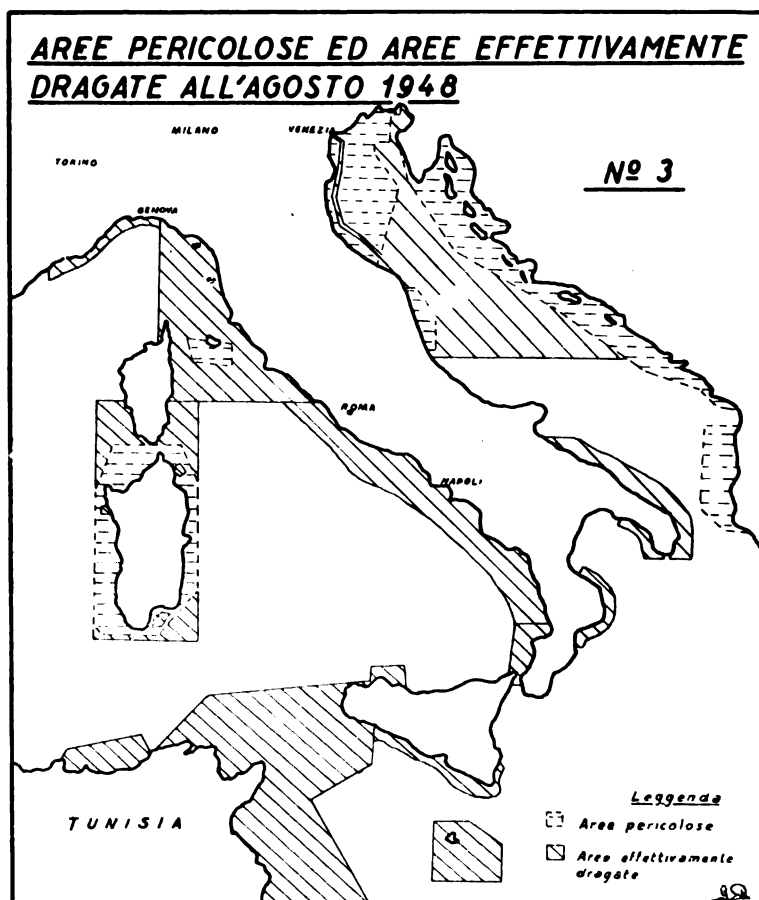 AREE PERICOLOSE ED AREE EFFETTIVAMENTE
DRAGATE ALL'AGOSTO 1948
MILANO
VENEZIA
TORINO
Nº 3
GENOVA
ROMA
NAPOLI
TUNISIA
Leggenda
Aree pericolose
Aree effettivamente
dragate